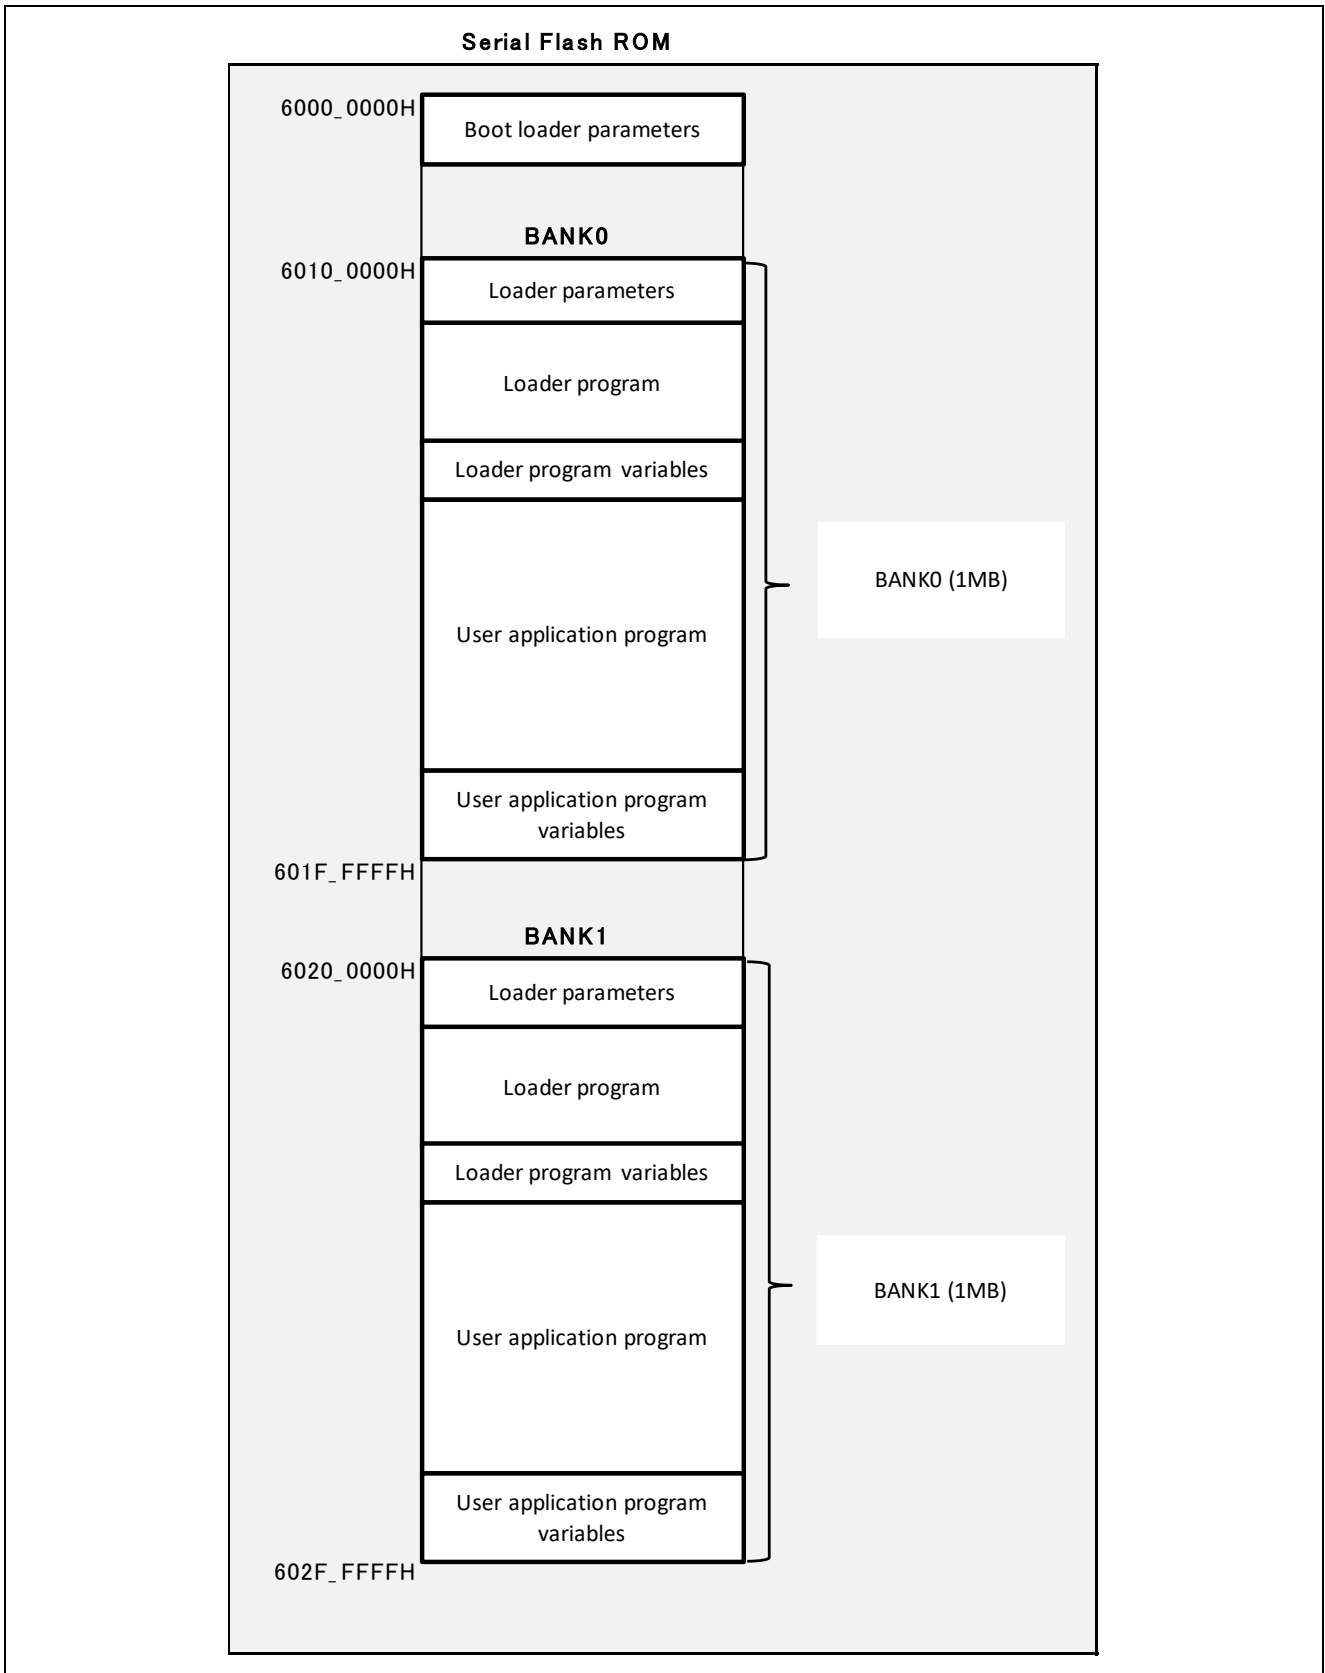 Serial Flash ROM
6000_0000H
Boot loader parameters
BANK0
6010_0000H
Loader parameters
Loader program
Loader program variables
BANK0 (1MB)
User application program
User application program
variables
601F_FFFFH
BANK1
6020_0000H
Loader parameters
Loader program
Loader program variables
BANK1 (1MB)
User application program
User application program
variables
602F_FFFFH